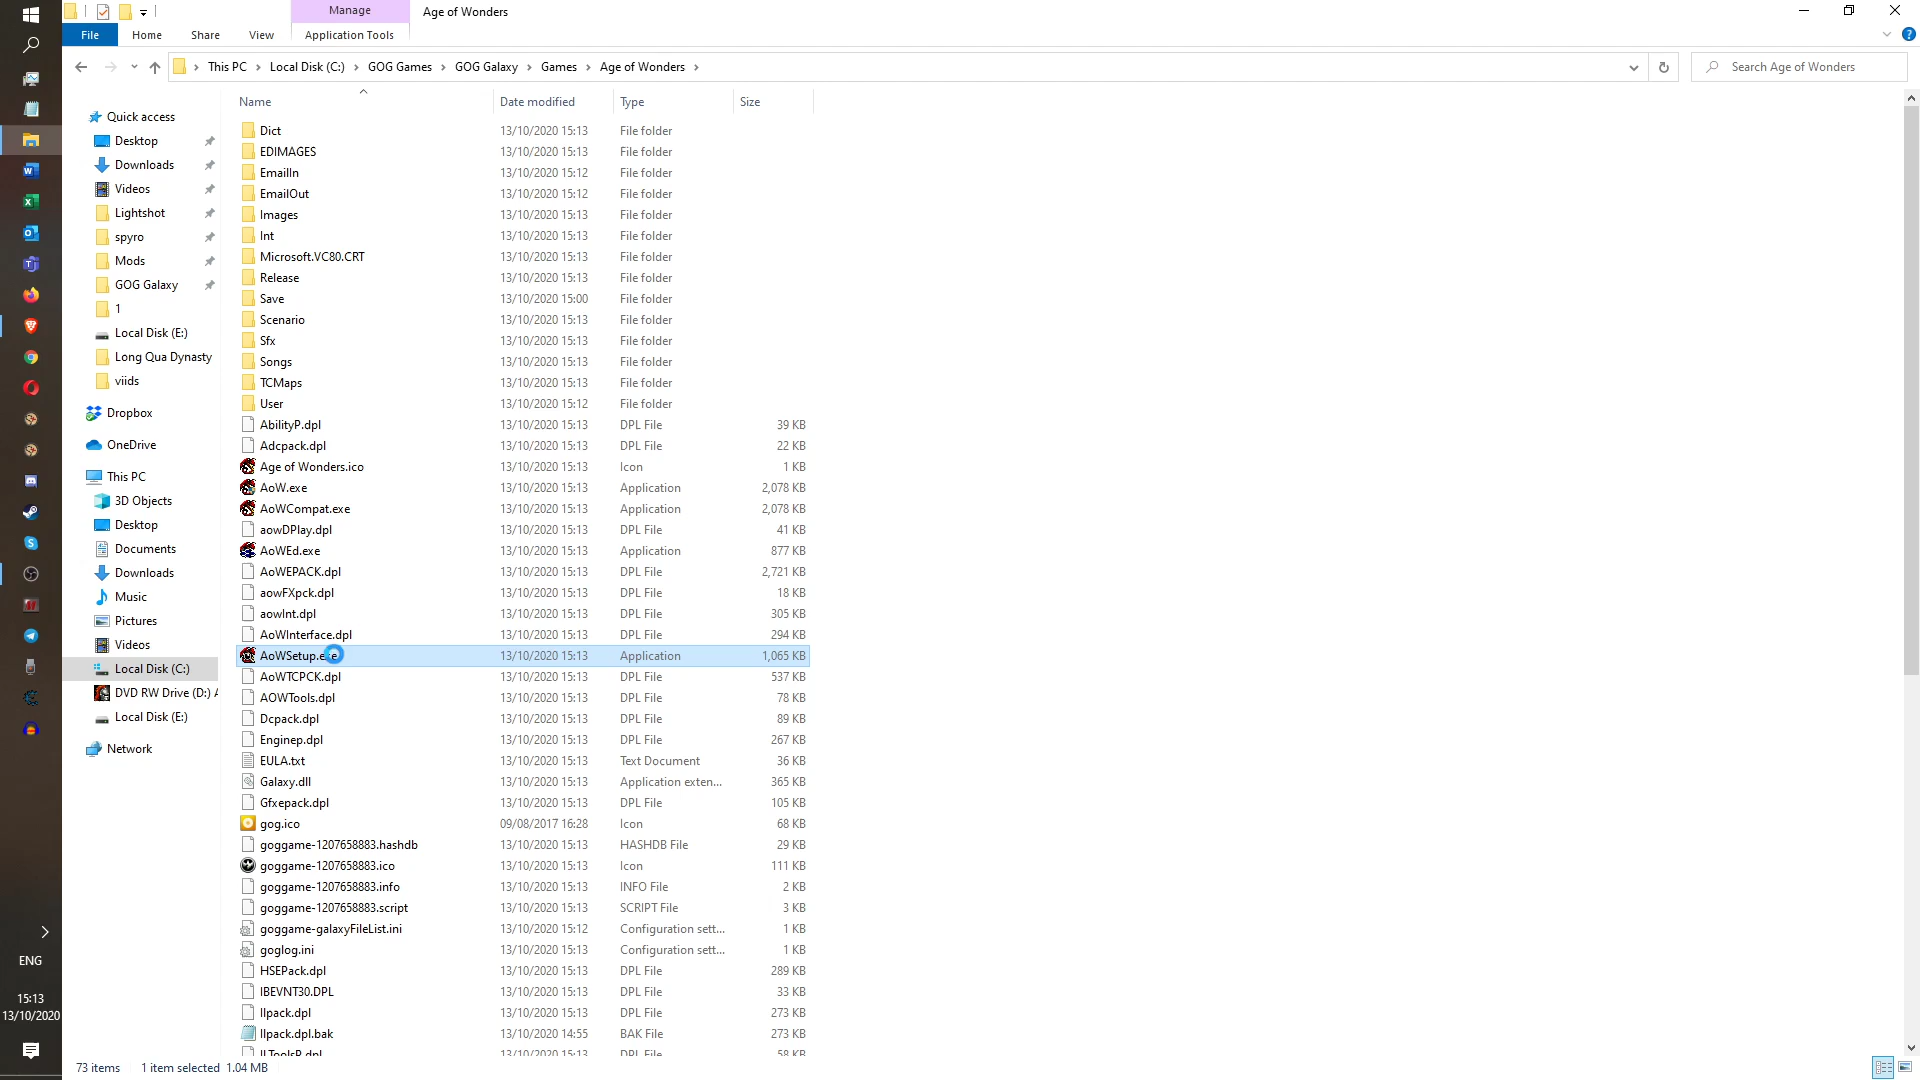 Manage
Age of Wonders
File
Home
Share
View
Application Tools
This PC
Local Disk (C:)
GOG Games
GOG Galaxy
Games
Age of Wonders
Search Age of Wonders
Name
Date modified
Type
Size
Quick access
Desktop
Downloads
Videos
Lightshot
spyro
Mods
GOG Galaxy
1
Local Disk (E:)
Long Qua Dynasty
viids
Dropbox
OneDrive
This PC
3D Objects
Desktop
Documents
Downloads
Music
Pictures
Videos
Local Disk (C:)
DVD RW Drive (D:) A
Local Disk (E:)
Network
Dict 13/10/2020 15:13 File folder
EDIMAGES 13/10/2020 15:13 File folder
EmailIn 13/10/2020 15:12 File folder
EmailOut 13/10/2020 15:12 File folder
Images 13/10/2020 15:13 File folder
Int 13/10/2020 15:13 File folder
Microsoft.VC80.CRT 13/10/2020 15:13 File folder
Release 13/10/2020 15:13 File folder
Save 13/10/2020 15:00 File folder
Scenario 13/10/2020 15:13 File folder
Sfx 13/10/2020 15:13 File folder
Songs 13/10/2020 15:13 File folder
TCMaps 13/10/2020 15:13 File folder
User 13/10/2020 15:12 File folder
AbilityP.dpl 13/10/2020 15:13 DPL File 39 KB
Adcpack.dpl 13/10/2020 15:13 DPL File 22 KB
Age of Wonders.ico 13/10/2020 15:13 Icon 1 KB
AoW.exe 13/10/2020 15:13 Application 2,078 KB
AoWCompat.exe 13/10/2020 15:13 Application 2,078 KB
aowDPlay.dpl 13/10/2020 15:13 DPL File 41 KB
AoWEd.exe 13/10/2020 15:13 Application 877 KB
AoWEPACK.dpl 13/10/2020 15:13 DPL File 2,721 KB
aowFXpck.dpl 13/10/2020 15:13 DPL File 18 KB
aowInt.dpl 13/10/2020 15:13 DPL File 305 KB
AoWInterface.dpl 13/10/2020 15:13 DPL File 294 KB
AoWSetup.exe 13/10/2020 15:13 Application 1,065 KB
AoWTCPCK.dpl 13/10/2020 15:13 DPL File 537 KB
AOWTools.dpl 13/10/2020 15:13 DPL File 78 KB
Dcpack.dpl 13/10/2020 15:13 DPL File 89 KB
Enginep.dpl 13/10/2020 15:13 DPL File 267 KB
EULA.txt 13/10/2020 15:13 Text Document 36 KB
Galaxy.dll 13/10/2020 15:13 Application exten... 365 KB
Gfxepack.dpl 13/10/2020 15:13 DPL File 105 KB
gog.ico 09/08/2017 16:28 Icon 68 KB
goggame-1207658883.hashdb 13/10/2020 15:13 HASHDB File 29 KB
goggame-1207658883.ico 13/10/2020 15:13 Icon 111 KB
goggame-1207658883.info 13/10/2020 15:13 INFO File 2 KB
goggame-1207658883.script 13/10/2020 15:13 SCRIPT File 3 KB
goggame-galaxyFileList.ini 13/10/2020 15:12 Configuration sett... 1 KB
goglog.ini 13/10/2020 15:13 Configuration sett... 1 KB
HSEPack.dpl 13/10/2020 15:13 DPL File 289 KB
IBEVNT30.DPL 13/10/2020 15:13 DPL File 33 KB
Ilpack.dpl 13/10/2020 15:13 DPL File 273 KB
Ilpack.dpl.bak 13/10/2020 14:55 BAK File 273 KB
ILToolsP.dpl 13/10/2020 15:13 DPL File 58 KB
ENG
15:13
13/10/2020
73 items
1 item selected 1.04 MB